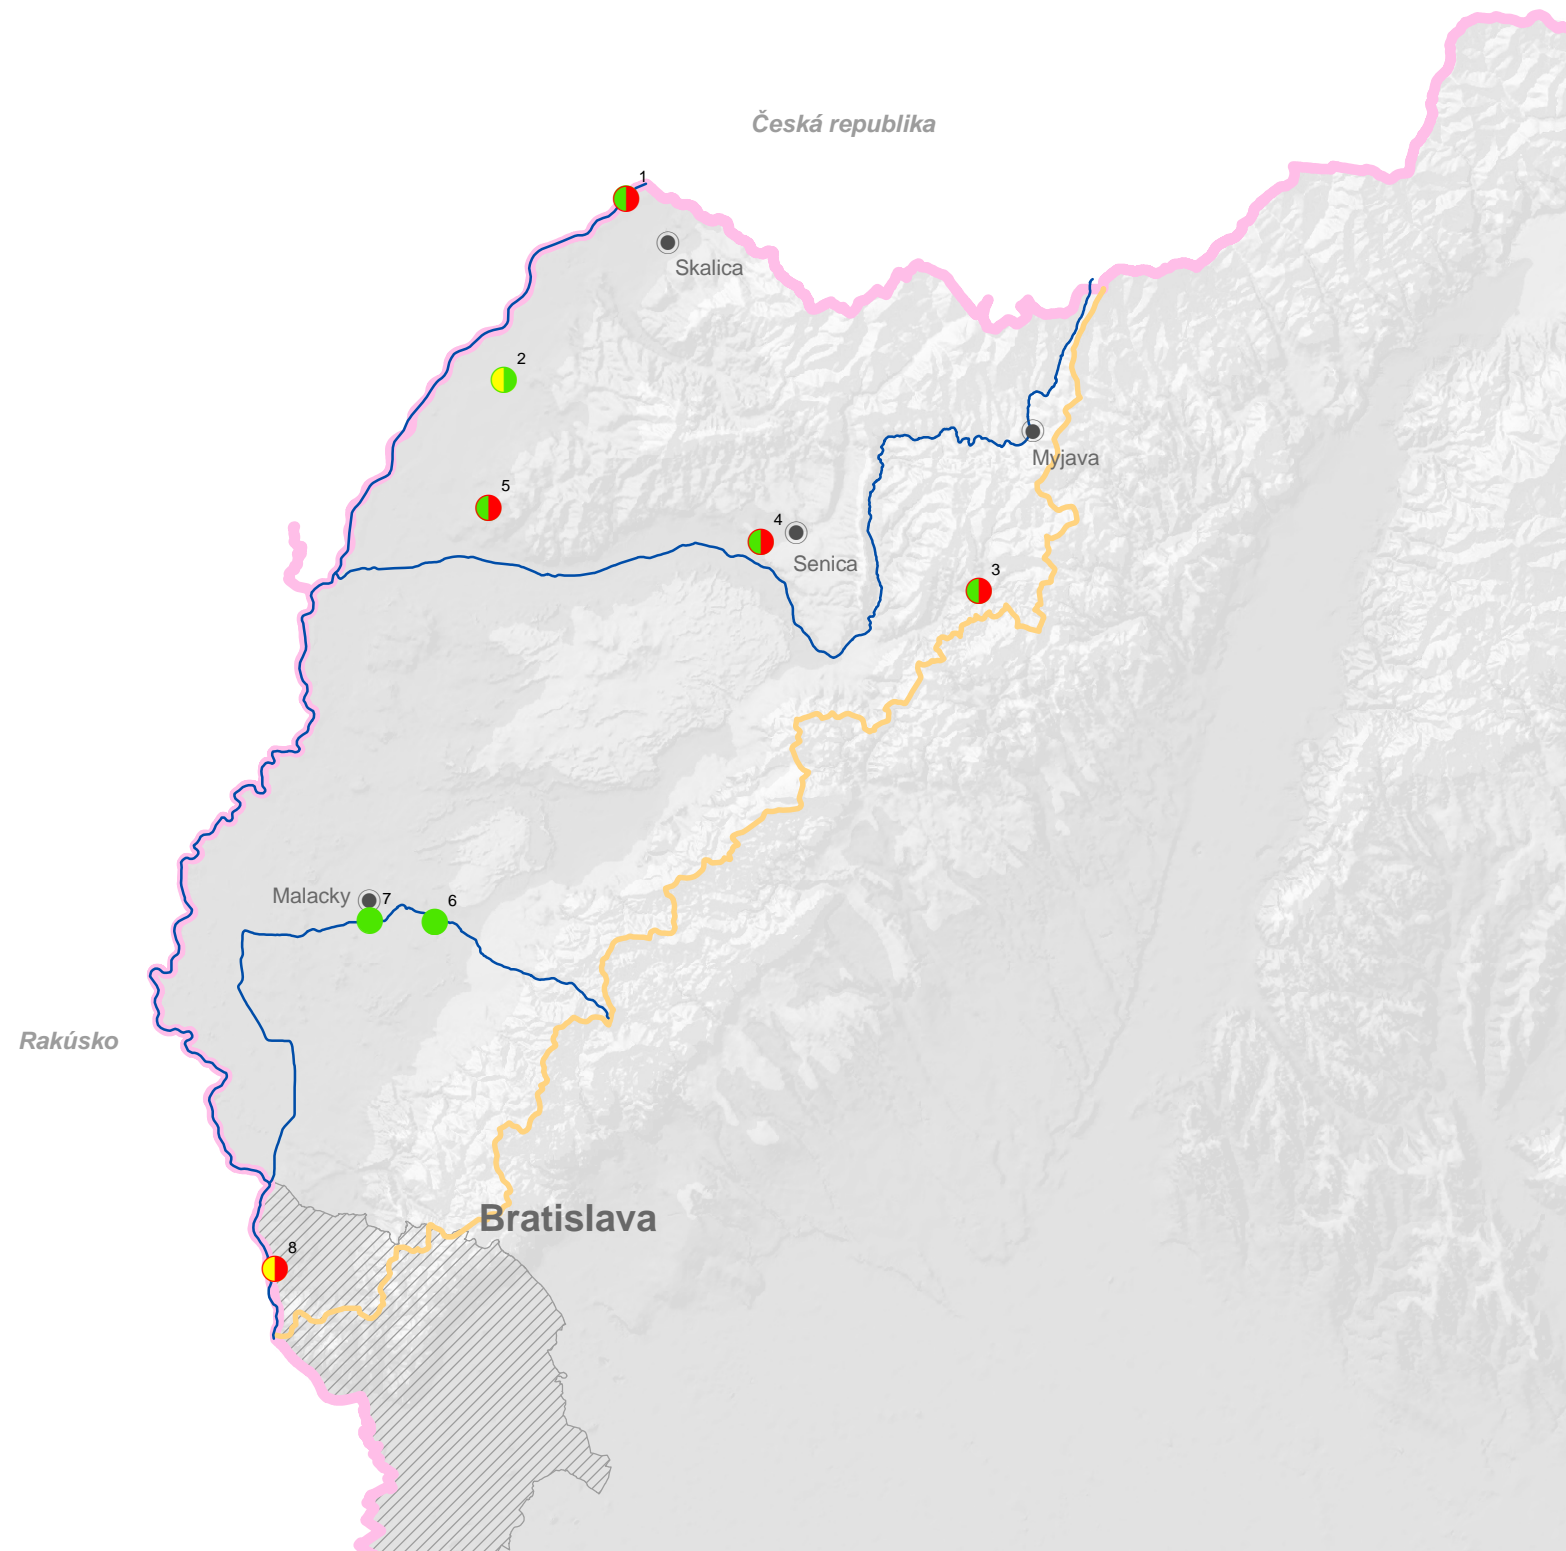 Česká republika
1
Skalica
2
Myjava
5
4
Senica
3
Malacky
7
6
Rakúsko
Bratislava
8